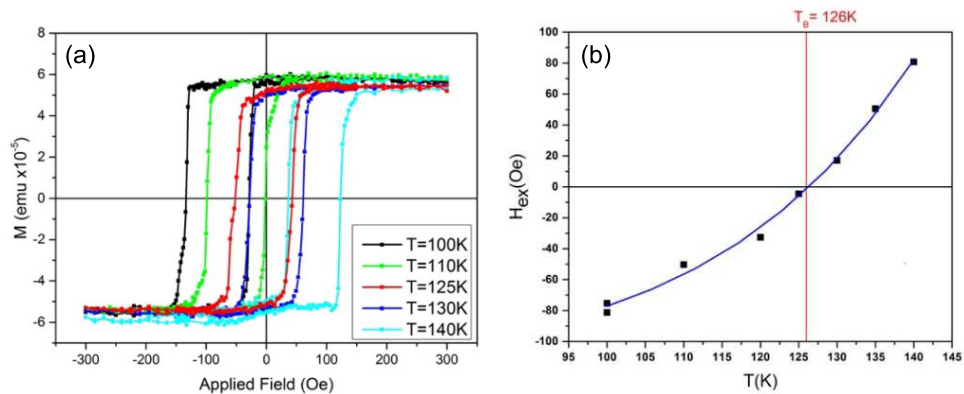 (a)
M (emu x10⁻⁵)
8
6
4
2
0
-2
-4
-6
-300 -200 -100 0 100 200 300
Applied Field (Oe)
T=100K
T=110K
T=125K
T=130K
T=140K
T_B= 126K
(b)
H_ex(Oe)
100
80
60
40
20
0
-20
-40
-60
-80
-100
95 100 105 110 115 120 125 130 135 140 145
T(K)